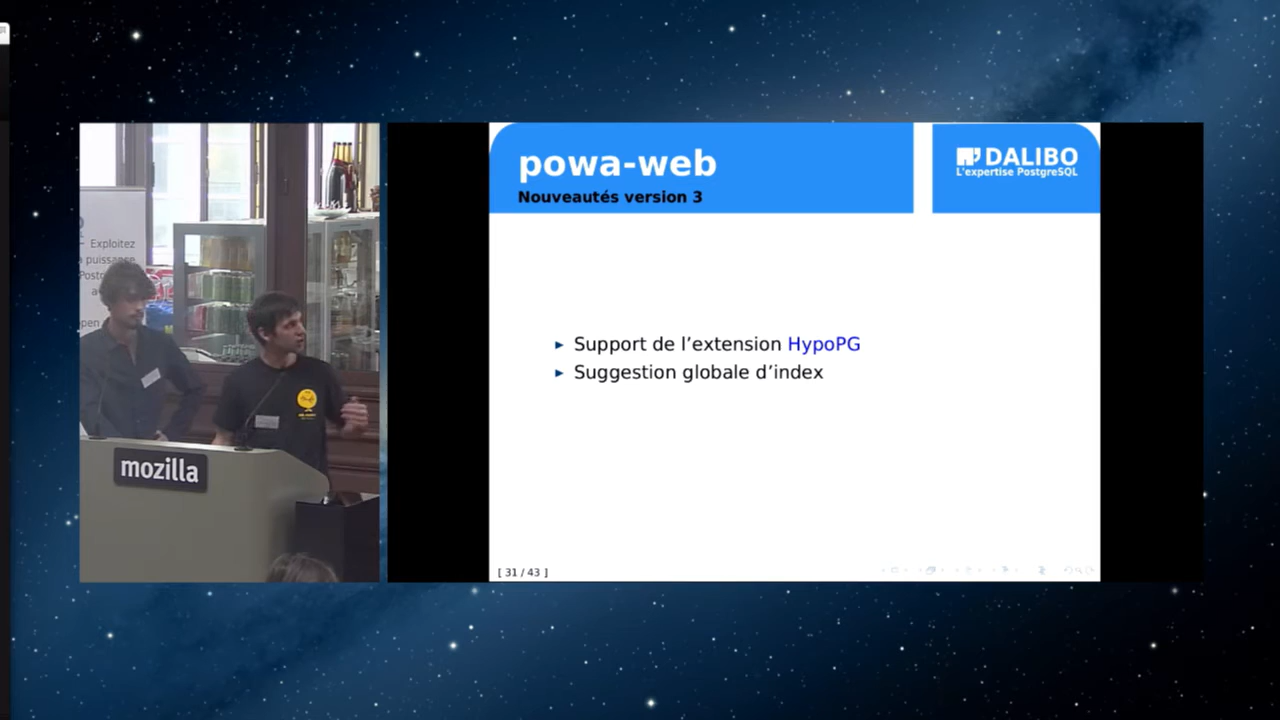 Exploitez
puissance
mozilla
powa-web
Nouveautés version 3
DALIBO
L'expertise PostgreSQL
▸ Support de l’extension HypoPG
▸ Suggestion globale d’index
[ 31 / 43 ]